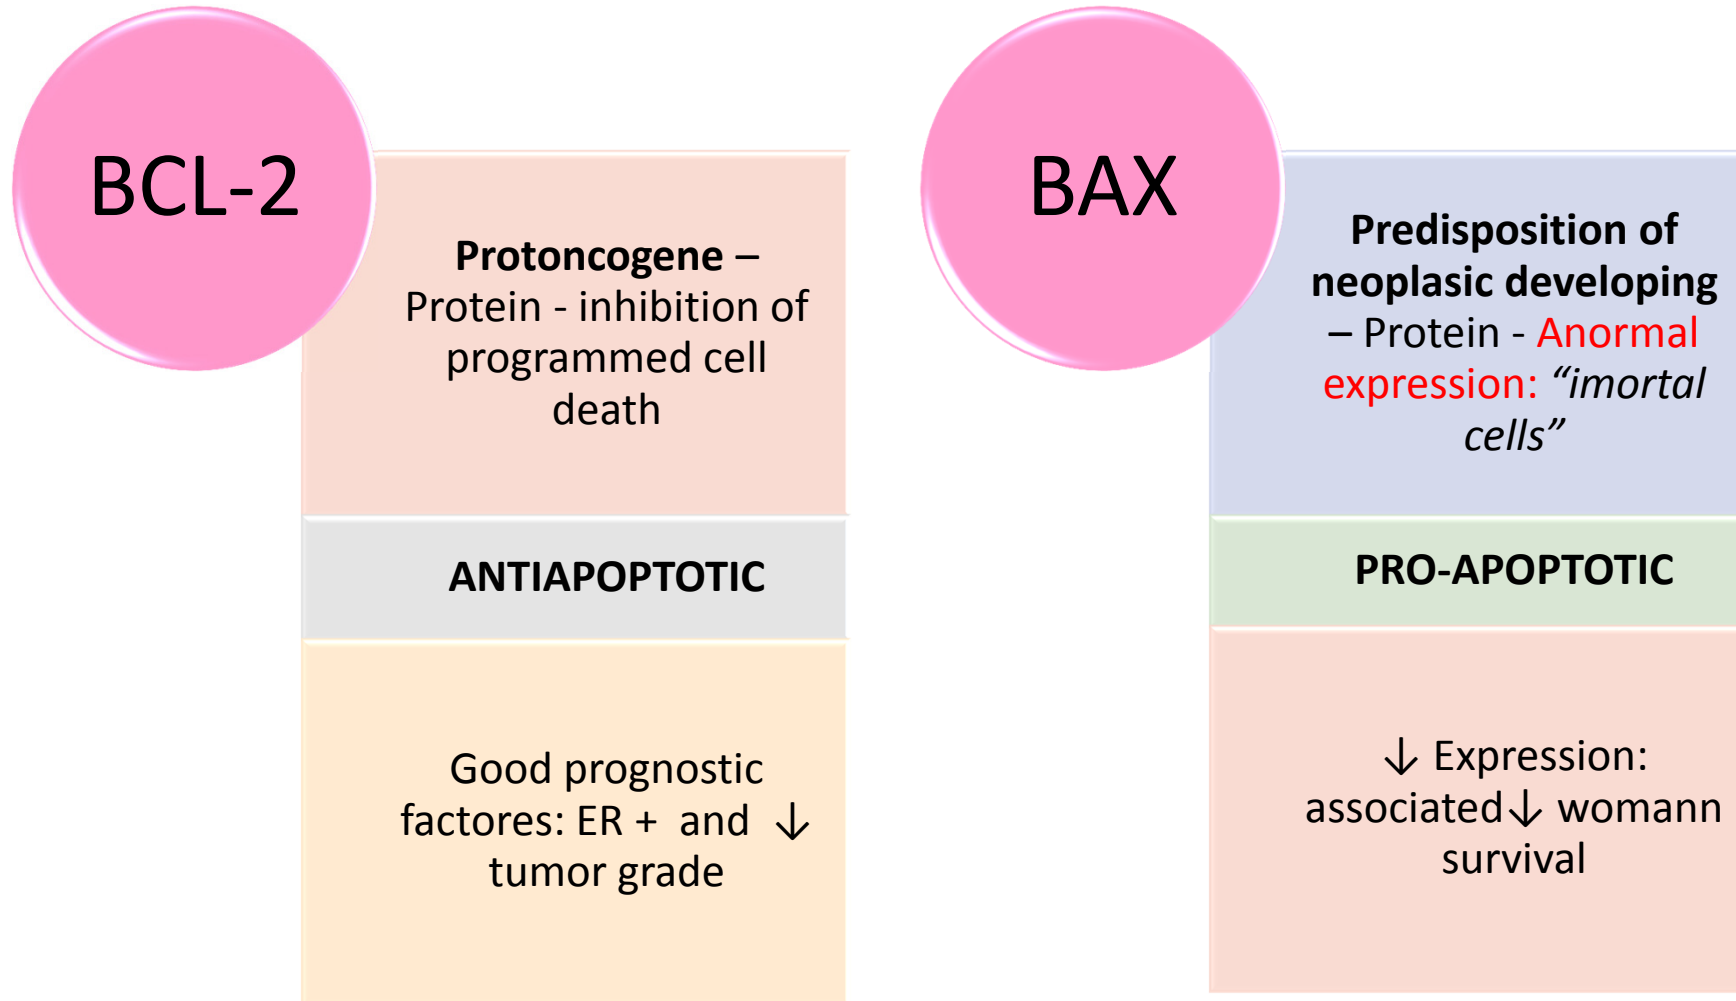 BCL-2
Protoncogene –
Protein - inhibition of
programmed cell
death
ANTIAPOPTOTIC
Good prognostic
factores: ER + and ↓
tumor grade
BAX
Predisposition of
neoplasic developing
– Protein - Anormal
expression: “imortal
cells”
PRO-APOPTOTIC
↓ Expression:
associated↓ womann
survival